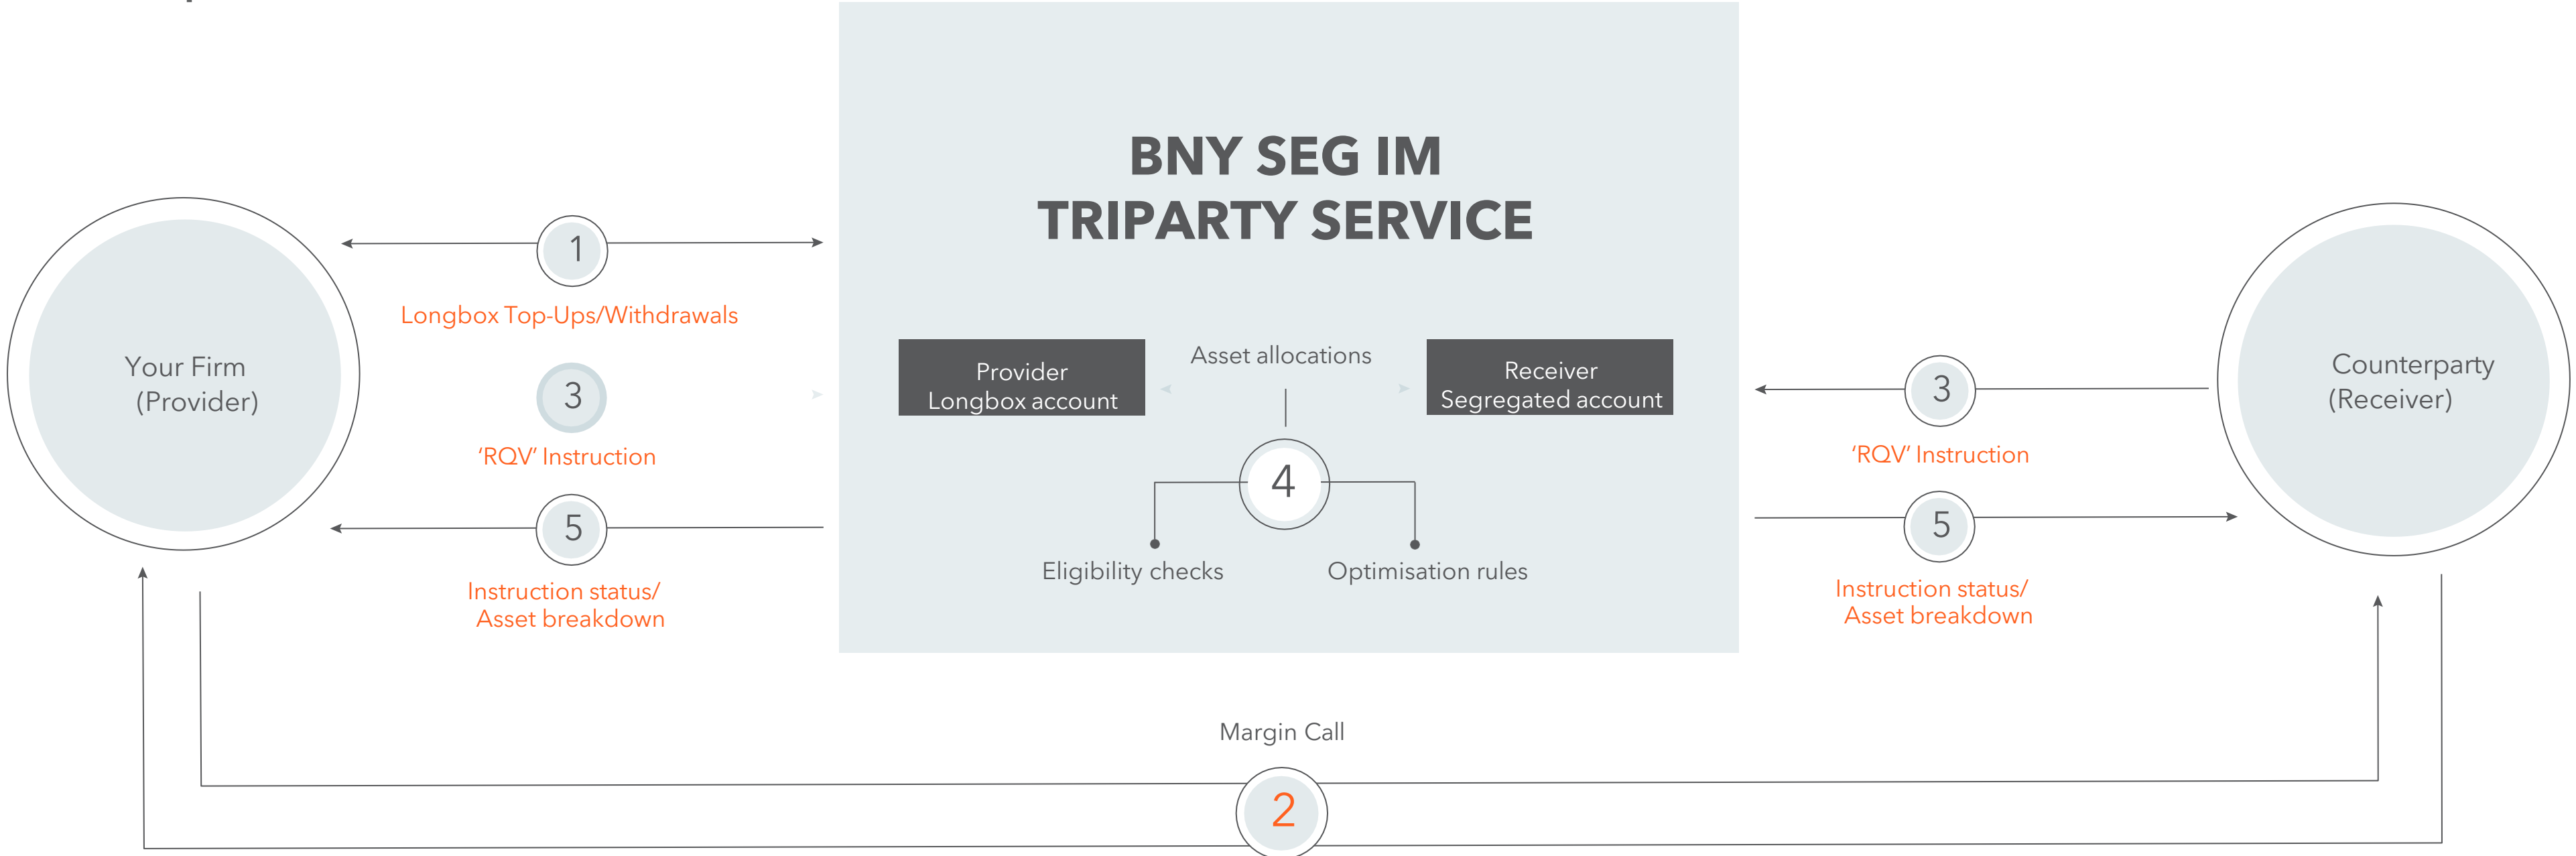 BNY SEG IM
TRIPARTY SERVICE
1
Longbox Top-Ups/Withdrawals
Your Firm
(Provider)
3
'RQV' Instruction
5
Instruction status/
Asset breakdown
Provider
Longbox account
Asset allocations
Receiver
Segregated account
4
Eligibility checks
Optimisation rules
3
‘RQV’ Instruction
5
Instruction status/
Asset breakdown
Counterparty
(Receiver)
Margin Call
2